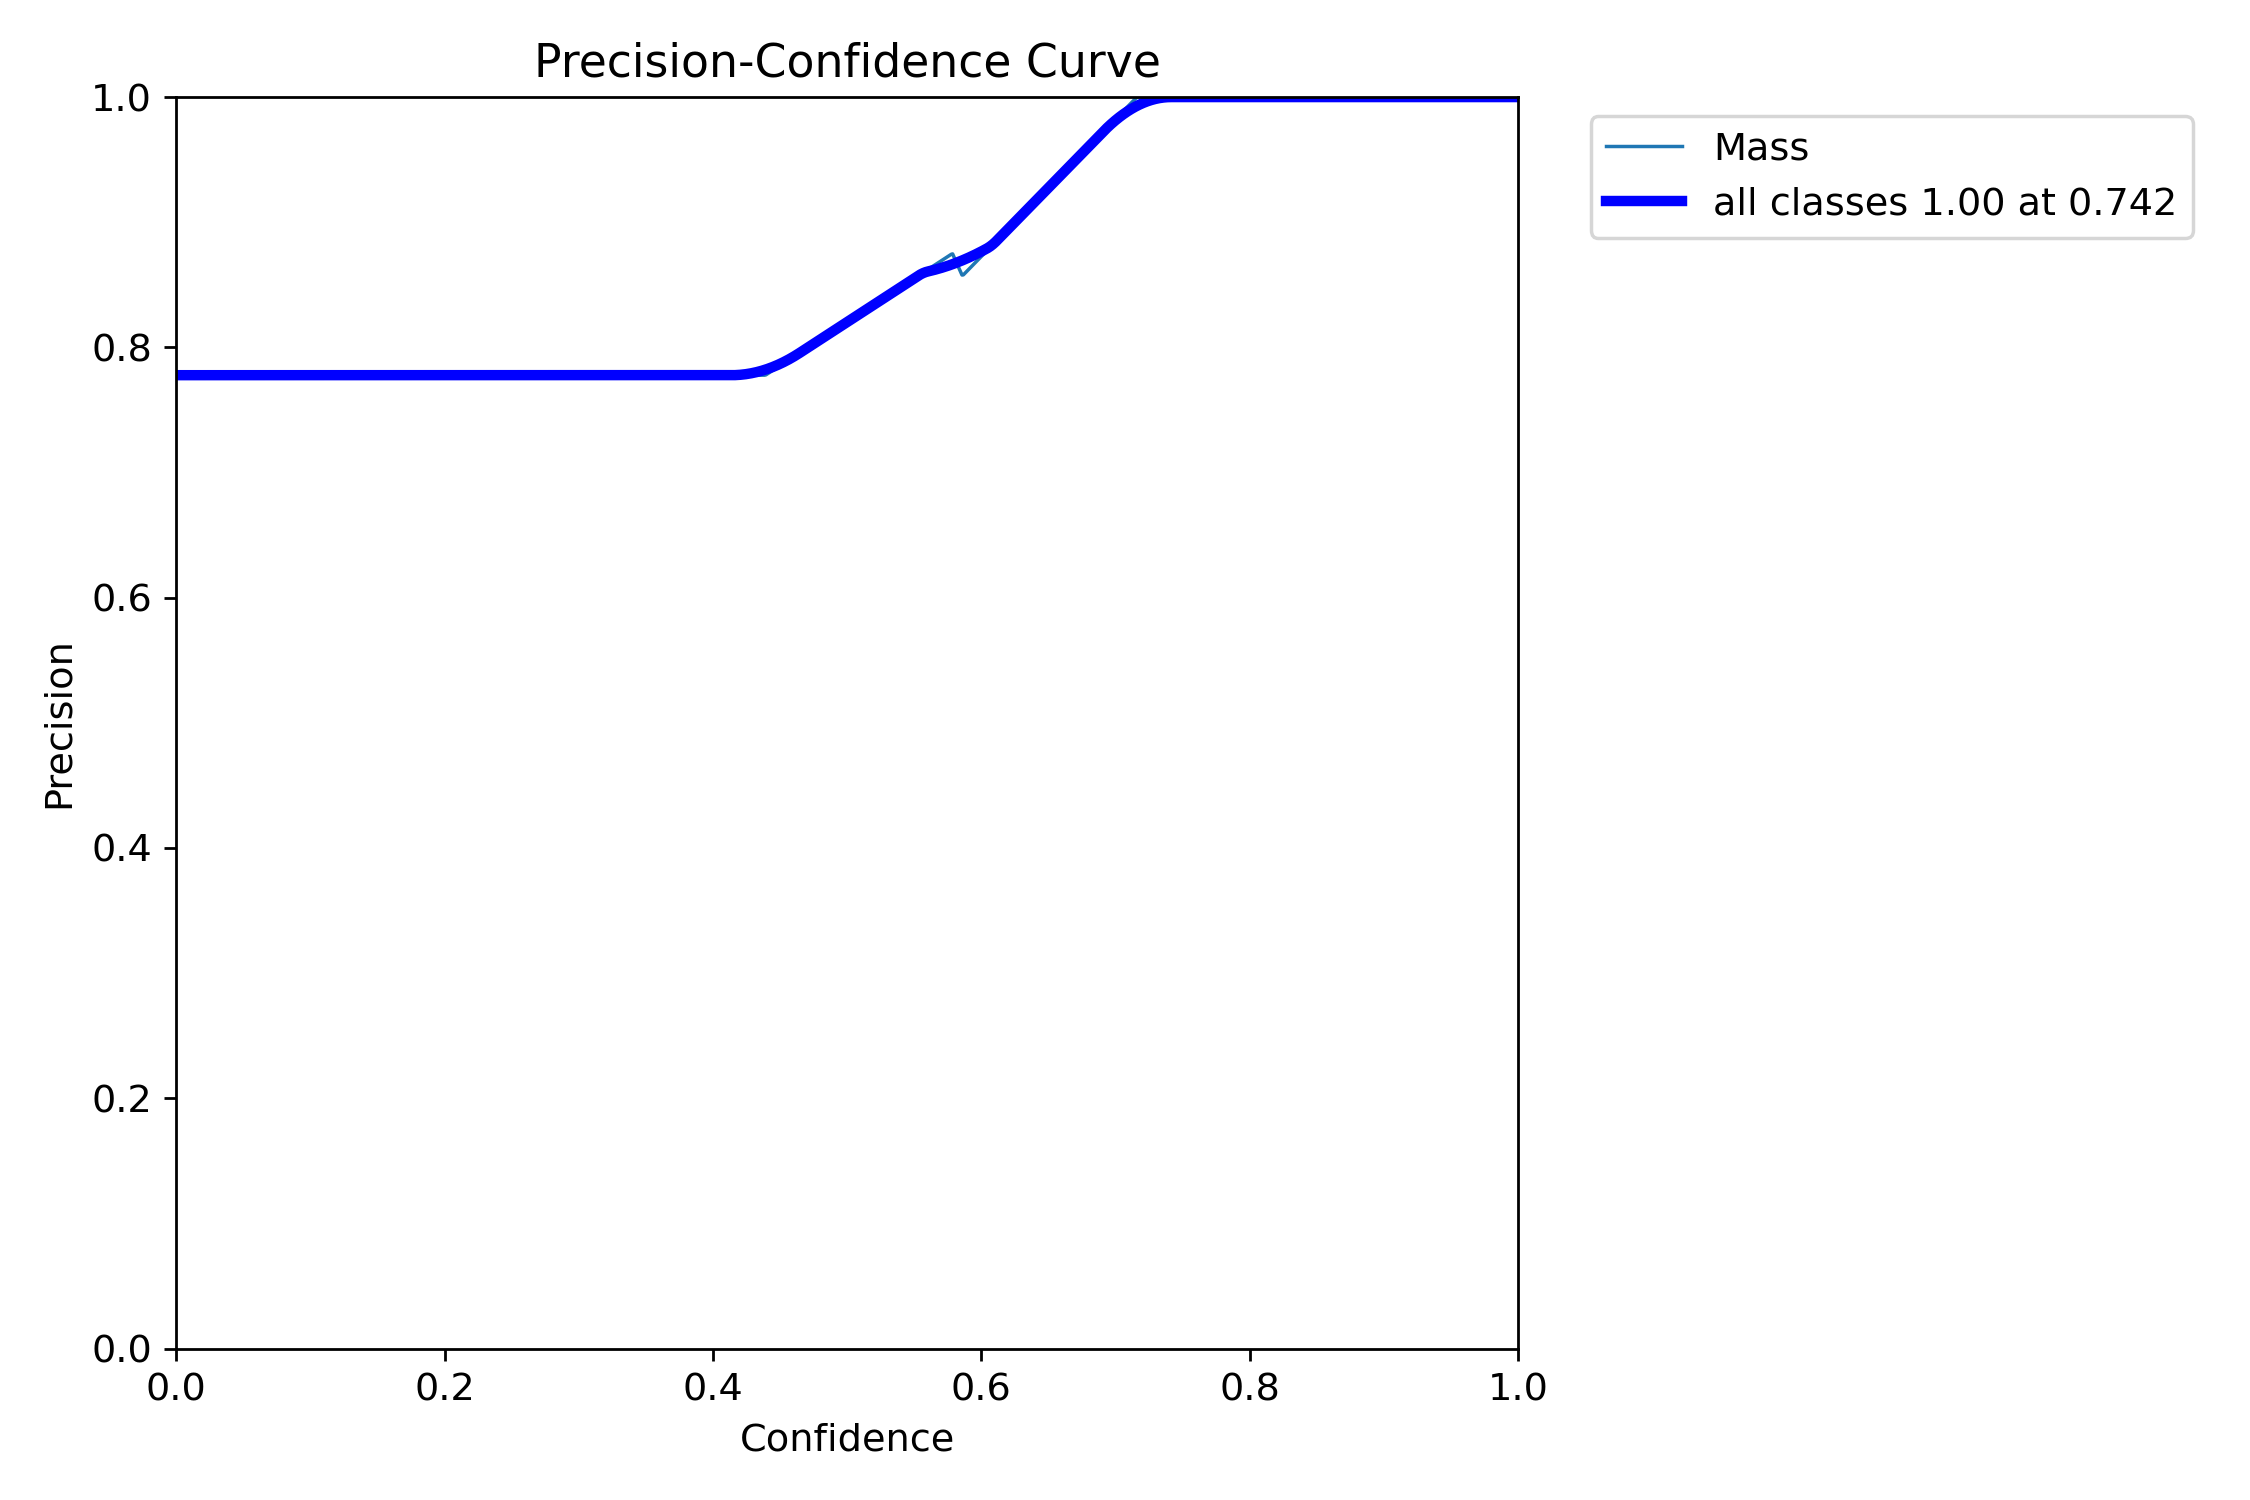 Precision-Confidence Curve
1.0
0.8
0.6
0.4
0.2
0.0
Precision
0.0 0.2 0.4 0.6 0.8 1.0
Confidence
Mass
all classes 1.00 at 0.742